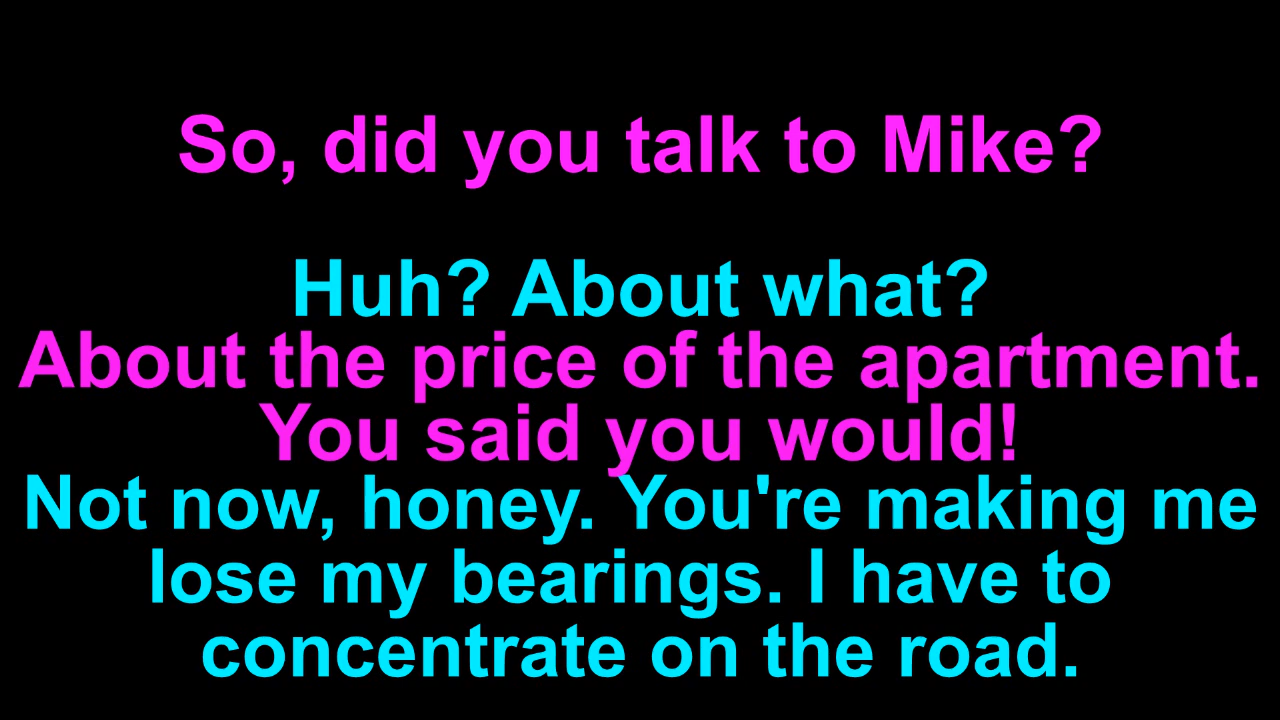 So, did you talk to Mike?
Huh? About what?
About the price of the apartment.
You said you would!
Not now, honey. You're making me
lose my bearings. I have to
concentrate on the road.